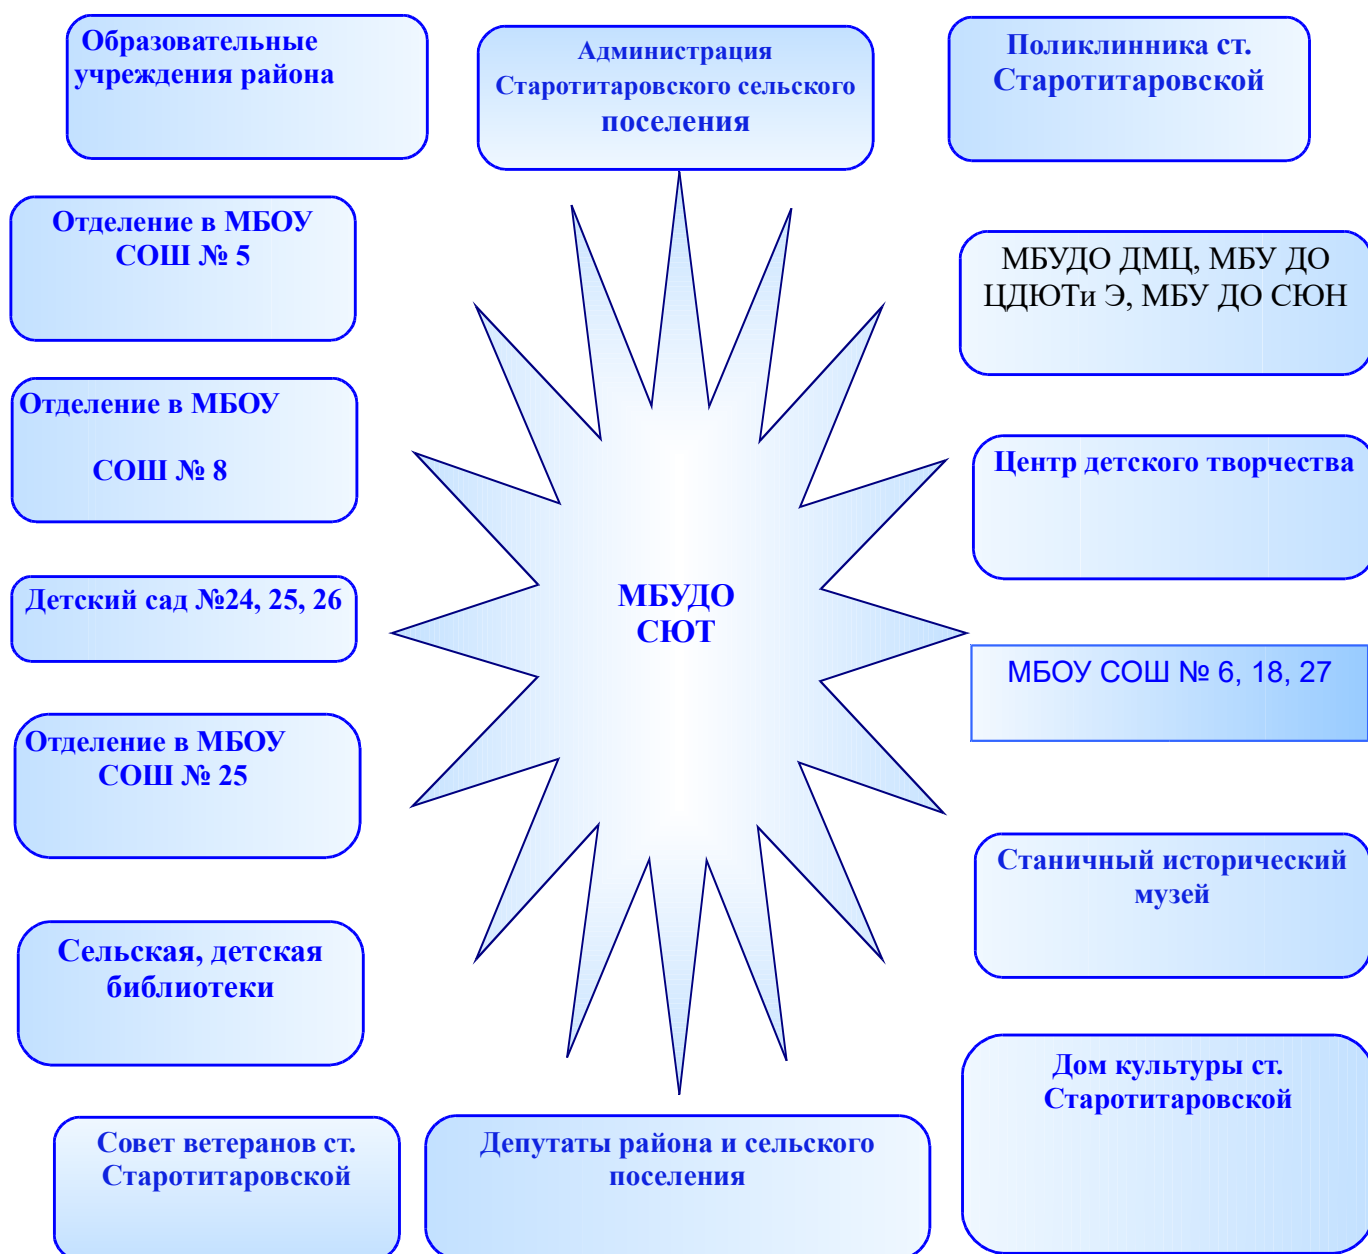 Образовательные
учреждения района
Администрация
Старотитаровского сельского
поселения
Поликлинника ст.
Старотитаровской
Отделение в МБОУ
СОШ № 5
МБУДО ДМЦ, МБУ ДО
ЦДЮТи Э, МБУ ДО СЮН
Отделение в МБОУ
СОШ № 8
Центр детского творчества
Детский сад №24, 25, 26
МБУДО
СЮТ
МБОУ СОШ № 6, 18, 27
Отделение в МБОУ
СОШ № 25
Станичный исторический
музей
Сельская, детская
библиотеки
Дом культуры ст.
Старотитаровской
Совет ветеранов ст.
Старотитаровской
Депутаты района и сельского
поселения